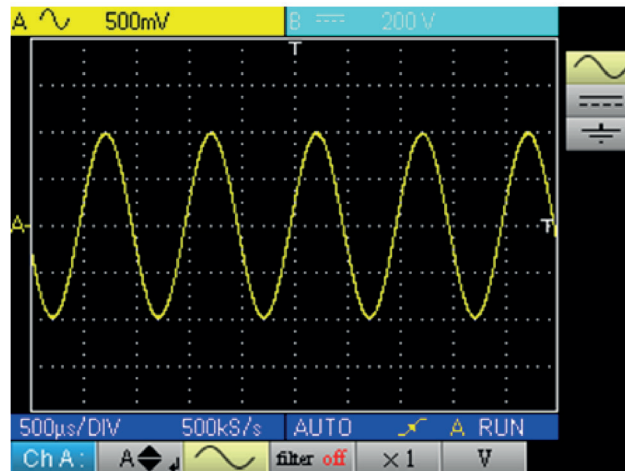 A 500mV B 200 V
T
A
T
500µs/DIV 500kS/s AUTO A RUN
Ch A: A filter off ×1 V